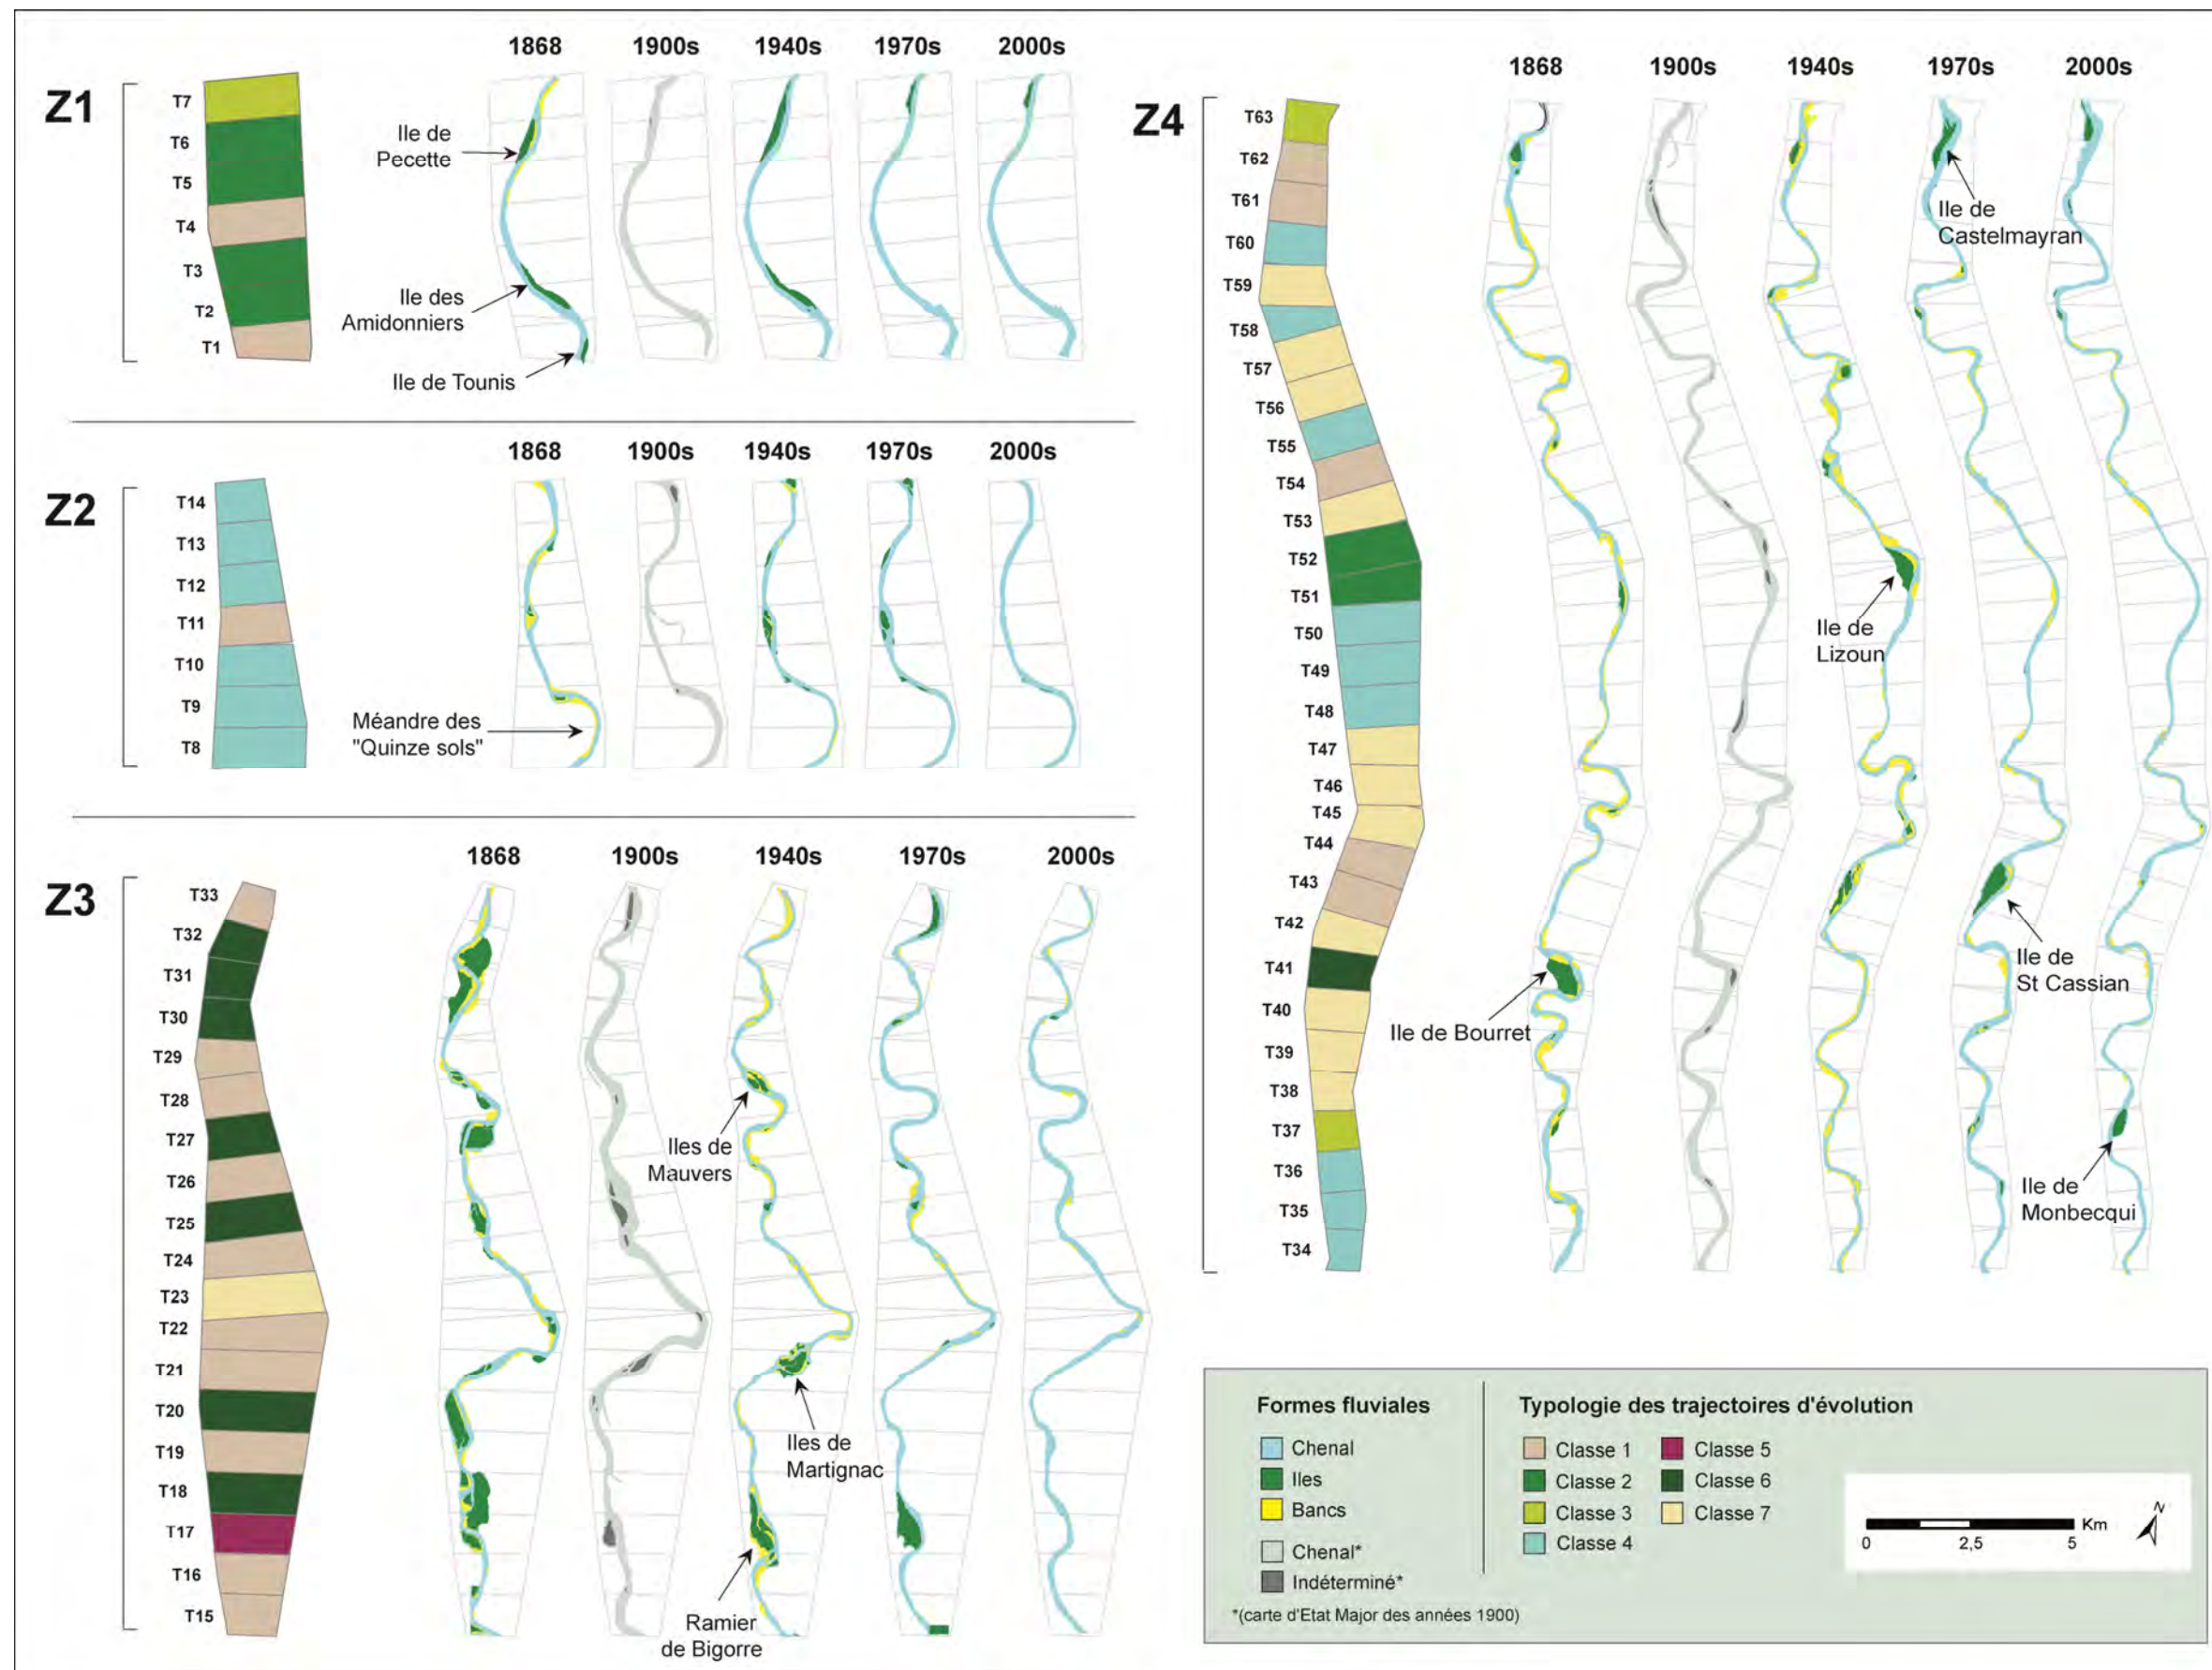 Z1
1868 1900s 1940s 1970s 2000s
T7
T6
T5
T4
T3
T2
T1
Ile de
Pecette
Ile des
Amidonniers
Ile de Tounis
Z2
1868 1900s 1940s 1970s 2000s
T14
T13
T12
T11
T10
T9
T8
Méandre des
"Quinze sols"
Z3
1868 1900s 1940s 1970s 2000s
T33
T32
T31
T30
T29
T28
T27
T26
T25
T24
T23
T22
T21
T20
T19
T18
T17
T16
T15
Iles de
Mauvers
Iles de
Martignac
Ramier
de Bigorre
Z4
1868 1900s 1940s 1970s 2000s
T63
T62
T61
T60
T59
T58
T57
T56
T55
T54
T53
T52
T51
T50
T49
T48
T47
T46
T45
T44
T43
T42
T41
T40
T39
T38
T37
T36
T35
T34
Ile de
Castelmayran
Ile de
Lizoun
Ile de
St Cassian
Ile de Bourret
Ile de
Monbecqui
Formes fluviales
Chenal
Iles
Bancs
Chenal*
Indéterminé*
*(carte d'Etat Major des années 1900)
Typologie des trajectoires d'évolution
Classe 1
Classe 2
Classe 3
Classe 4
Classe 5
Classe 6
Classe 7
Km
0 2,5 5
N